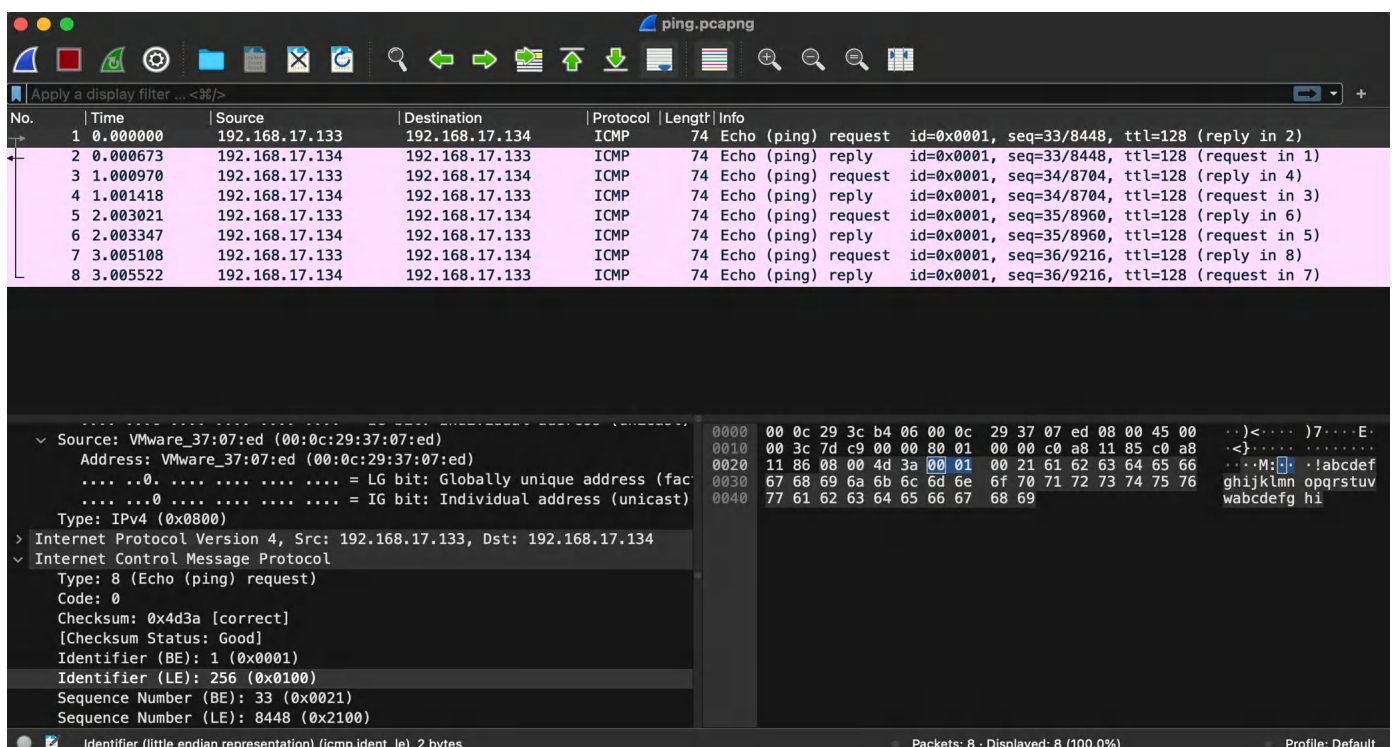 ping.pcapng
Apply a display filter ... <⌘/>
No. Time Source Destination Protocol Length Info
1 0.000000 192.168.17.133 192.168.17.134 ICMP 74 Echo (ping) request id=0x0001, seq=33/8448, ttl=128 (reply in 2)
2 0.000673 192.168.17.134 192.168.17.133 ICMP 74 Echo (ping) reply id=0x0001, seq=33/8448, ttl=128 (request in 1)
3 1.000970 192.168.17.133 192.168.17.134 ICMP 74 Echo (ping) request id=0x0001, seq=34/8704, ttl=128 (reply in 4)
4 1.001418 192.168.17.134 192.168.17.133 ICMP 74 Echo (ping) reply id=0x0001, seq=34/8704, ttl=128 (request in 3)
5 2.003021 192.168.17.133 192.168.17.134 ICMP 74 Echo (ping) request id=0x0001, seq=35/8960, ttl=128 (reply in 6)
6 2.003347 192.168.17.134 192.168.17.133 ICMP 74 Echo (ping) reply id=0x0001, seq=35/8960, ttl=128 (request in 5)
7 3.005108 192.168.17.133 192.168.17.134 ICMP 74 Echo (ping) request id=0x0001, seq=36/9216, ttl=128 (reply in 8)
8 3.005522 192.168.17.134 192.168.17.133 ICMP 74 Echo (ping) reply id=0x0001, seq=36/9216, ttl=128 (request in 7)
Source: VMware_37:07:ed (00:0c:29:37:07:ed)
Address: VMware_37:07:ed (00:0c:29:37:07:ed)
.... ..0. .... .... .... .... = LG bit: Globally unique address (fac
.... ...0 .... .... .... .... = IG bit: Individual address (unicast)
Type: IPv4 (0x0800)
Internet Protocol Version 4, Src: 192.168.17.133, Dst: 192.168.17.134
Internet Control Message Protocol
Type: 8 (Echo (ping) request)
Code: 0
Checksum: 0x4d3a [correct]
[Checksum Status: Good]
Identifier (BE): 1 (0x0001)
Identifier (LE): 256 (0x0100)
Sequence Number (BE): 33 (0x0021)
Sequence Number (LE): 8448 (0x2100)
0000 00 0c 29 3c b4 06 00 0c 29 37 07 ed 08 00 45 00 ··)<···· )7····E·
0010 00 3c 7d c9 00 00 80 01 00 00 c0 a8 11 85 c0 a8 ·<}····· ········
0020 11 86 08 00 4d 3a 00 01 00 21 61 62 63 64 65 66 ····M:·· ·!abcdef
0030 67 68 69 6a 6b 6c 6d 6e 6f 70 71 72 73 74 75 76 ghijklmn opqrstuv
0040 77 61 62 63 64 65 66 67 68 69 wabcdefg hi
Identifier (little endian representation) (icmp.ident_le), 2 bytes
Packets: 8 · Displayed: 8 (100.0%)
Profile: Default